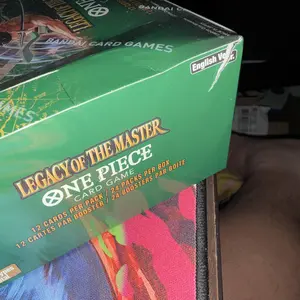 BANDAI CARD GAMES
English Ver.
LEGACY OF THE MASTER
ONE PIECE
CARD GAME
12 CARDS PER PACK / 24 PACKS PER BOX
12 CARTES PAR BOOSTER / 24 BOOSTERS PAR BOÎTE